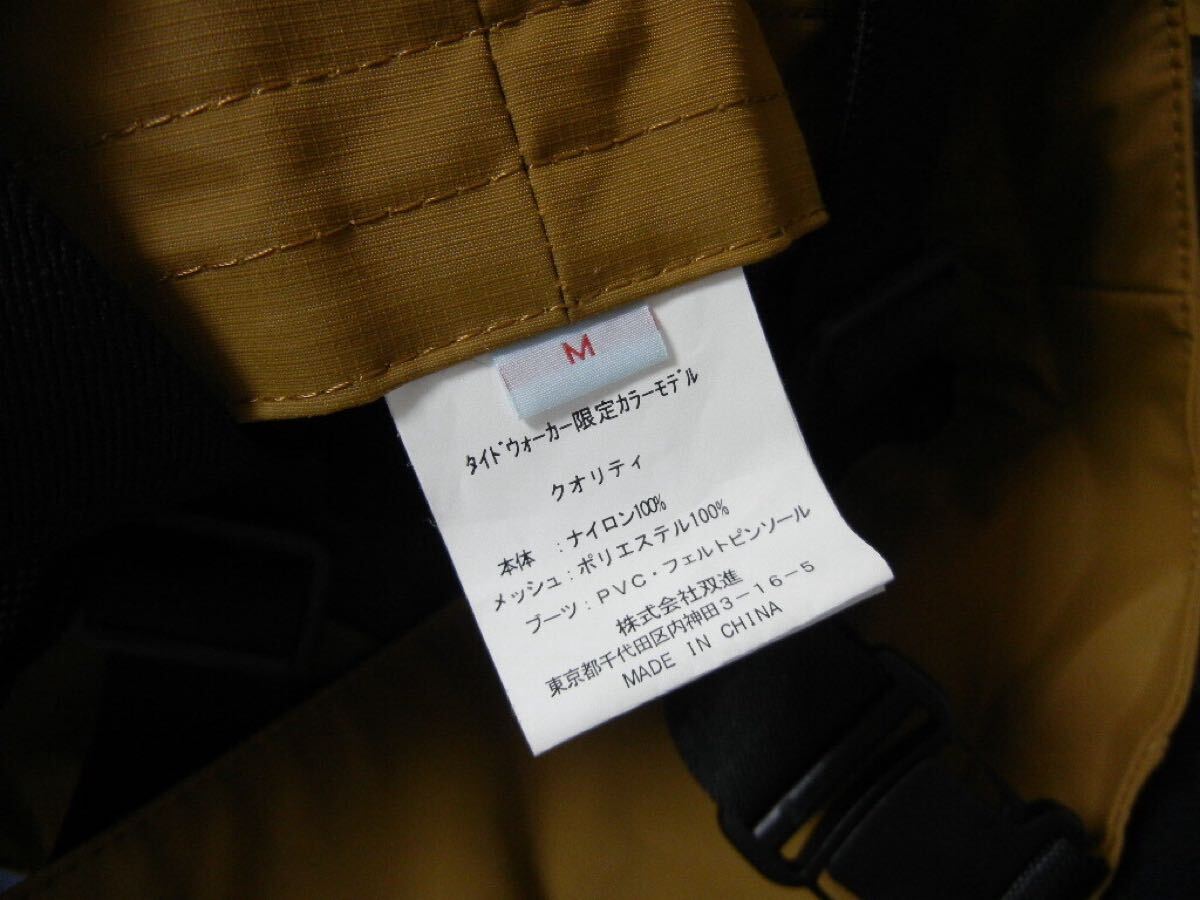 M
ﾀｲﾄﾞウォーカー限定カラーモﾃﾞﾙ
クオリティ
本体　：ナイロン100%
メッシュ：ポリエステル100%
ブーツ：ＰＶＣ・フェルトピンソール
株式会社双進
東京都千代田区内神田３－１６－５
MADE IN CHINA